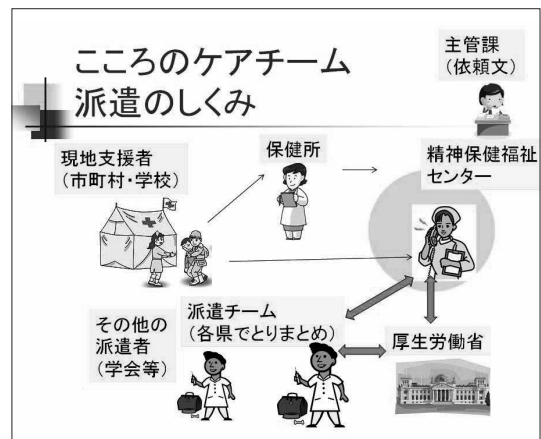 こころのケアチーム
派遣のしくみ
主管課
(依頼文)
現地支援者
(市町村・学校)
保健所
精神保健福祉
センター
その他の
派遣者
(学会等)
派遣チーム
(各県でとりまとめ)
厚生労働省